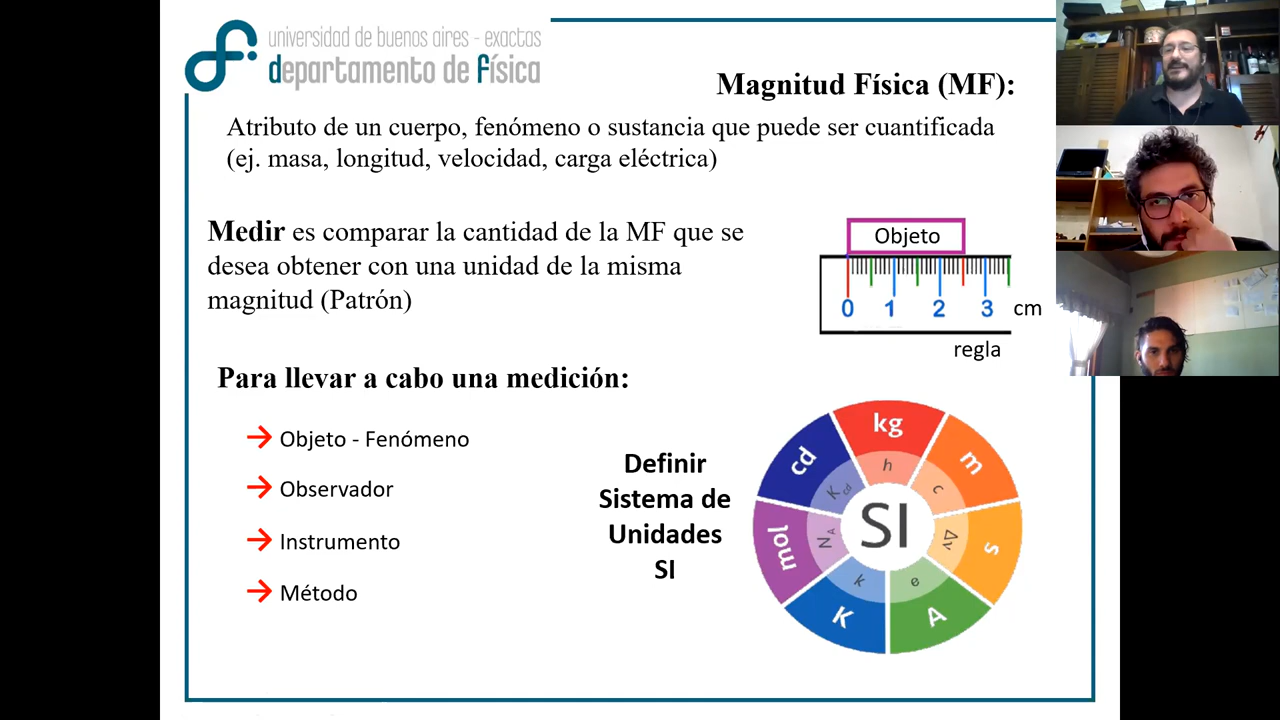 universidad de buenos aires - exactas
departamento de física
Magnitud Física (MF):
Atributo de un cuerpo, fenómeno o sustancia que puede ser cuantificada
(ej. masa, longitud, velocidad, carga eléctrica)
Medir es comparar la cantidad de la MF que se
desea obtener con una unidad de la misma
magnitud (Patrón)
Objeto
0 1 2 3 cm
regla
Para llevar a cabo una medición:
→ Objeto - Fenómeno
→ Observador
→ Instrumento
→ Método
Definir
Sistema de
Unidades
SI
kg
m
s
A
K
mol
cd
h
c
Δν
e
k
NA
Kcd
SI